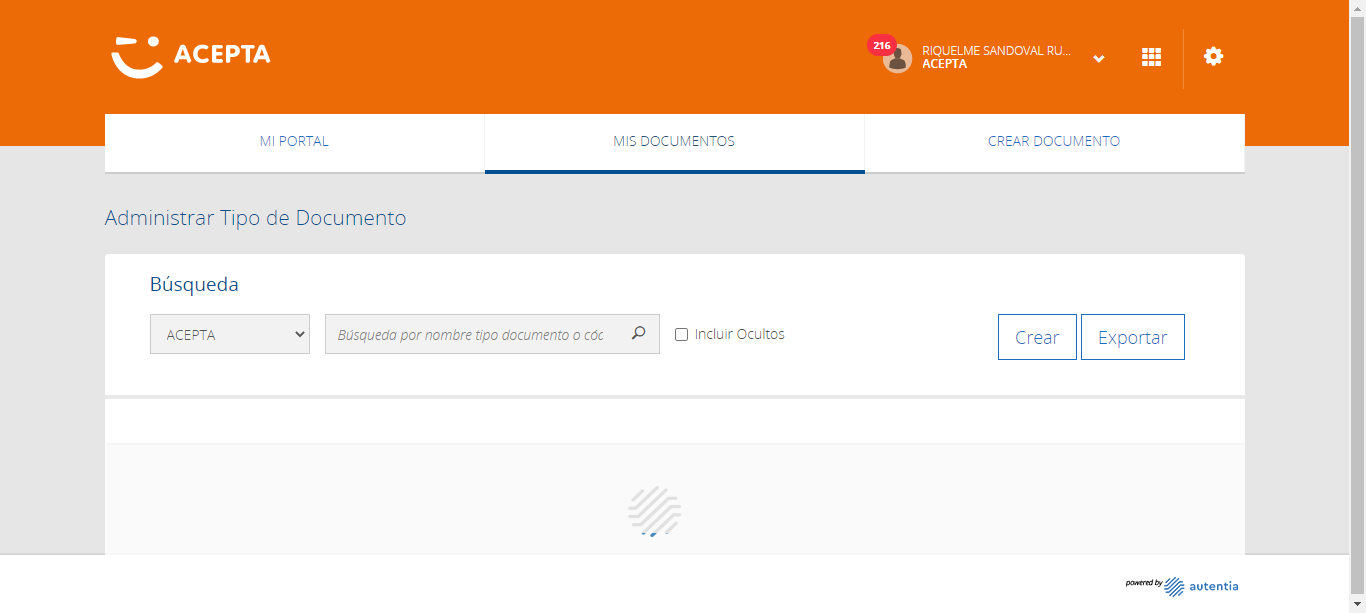 ACEPTA
216
RIQUELME SANDOVAL RU...
ACEPTA
MI PORTAL
MIS DOCUMENTOS
CREAR DOCUMENTO
Administrar Tipo de Documento
Búsqueda
ACEPTA
Búsqueda por nombre tipo documento o cóc
Incluir Ocultos
Crear
Exportar
powered by autentia